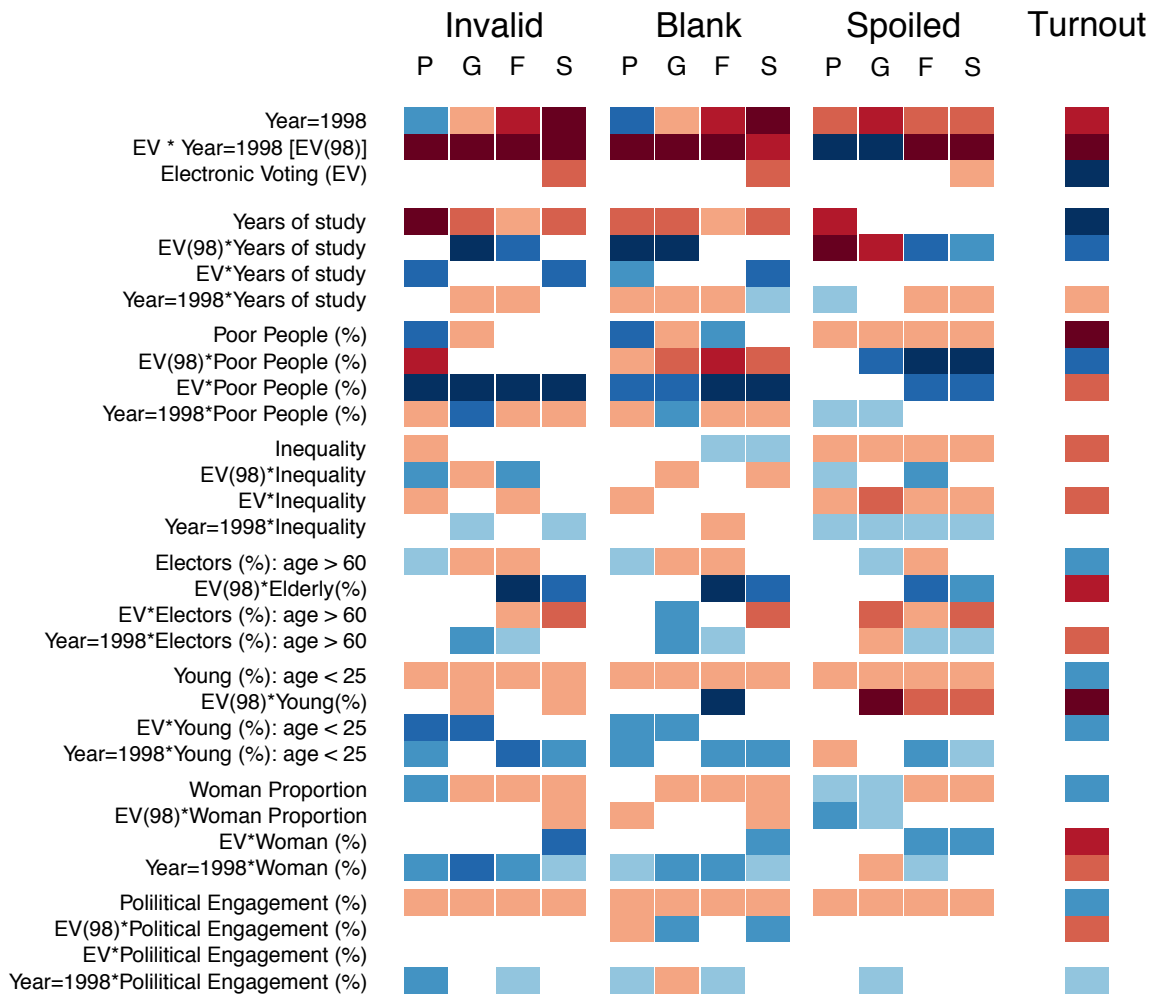 Invalid Blank Spoiled Turnout
P G F S P G F S P G F S
Year=1998
EV * Year=1998 [EV(98)]
Electronic Voting (EV)
Years of study
EV(98)*Years of study
EV*Years of study
Year=1998*Years of study
Poor People (%)
EV(98)*Poor People (%)
EV*Poor People (%)
Year=1998*Poor People (%)
Inequality
EV(98)*Inequality
EV*Inequality
Year=1998*Inequality
Electors (%): age > 60
EV(98)*Elderly(%)
EV*Electors (%): age > 60
Year=1998*Electors (%): age > 60
Young (%): age < 25
EV(98)*Young(%)
EV*Young (%): age < 25
Year=1998*Young (%): age < 25
Woman Proportion
EV(98)*Woman Proportion
EV*Woman (%)
Year=1998*Woman (%)
Polilitical Engagement (%)
EV(98)*Political Engagement (%)
EV*Polilitical Engagement (%)
Year=1998*Polilitical Engagement (%)